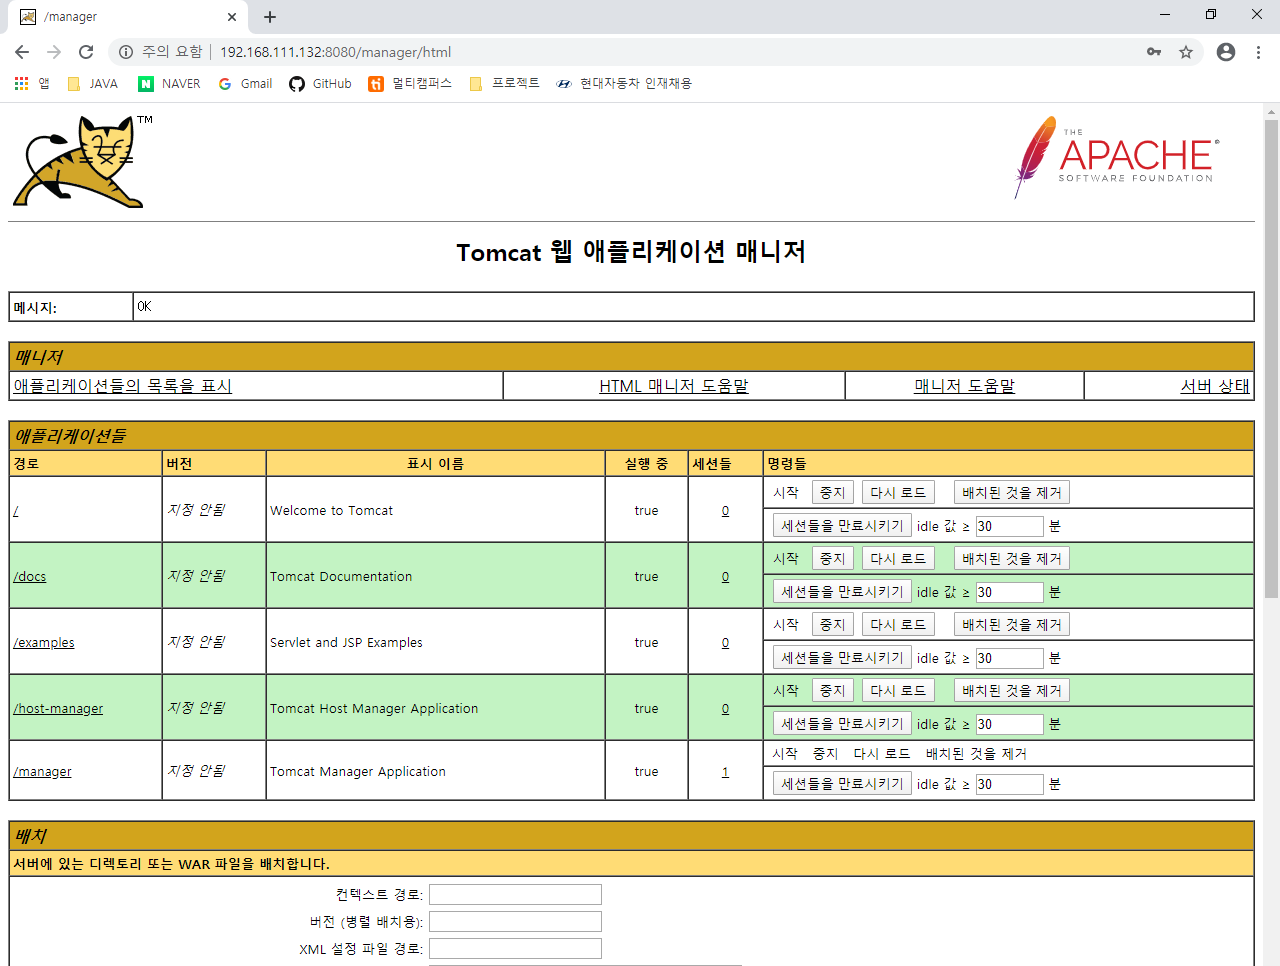 /manager
주의 요함 192.168.111.132:8080/manager/html
앱 JAVA NAVER Gmail GitHub 멀티캠퍼스 프로젝트 현대자동차 인재채용
TM
THE
APACHE
SOFTWARE FOUNDATION
Tomcat 웹 애플리케이션 매니저
메시지: OK
매니저
애플리케이션들의 목록을 표시 HTML 매니저 도움말 매니저 도움말 서버 상태
애플리케이션들
경로 버전 표시 이름 실행 중 세션들 명령들
/ 지정 안됨 Welcome to Tomcat true 0 시작 중지 다시 로드 배치된 것을 제거
세션들을 만료시키기 idle 값 ≥ 30 분
/docs 지정 안됨 Tomcat Documentation true 0 시작 중지 다시 로드 배치된 것을 제거
세션들을 만료시키기 idle 값 ≥ 30 분
/examples 지정 안됨 Servlet and JSP Examples true 0 시작 중지 다시 로드 배치된 것을 제거
세션들을 만료시키기 idle 값 ≥ 30 분
/host-manager 지정 안됨 Tomcat Host Manager Application true 0 시작 중지 다시 로드 배치된 것을 제거
세션들을 만료시키기 idle 값 ≥ 30 분
/manager 지정 안됨 Tomcat Manager Application true 1 시작 중지 다시 로드 배치된 것을 제거
세션들을 만료시키기 idle 값 ≥ 30 분
배치
서버에 있는 디렉토리 또는 WAR 파일을 배치합니다.
컨텍스트 경로:
버전 (병렬 배치용):
XML 설정 파일 경로: